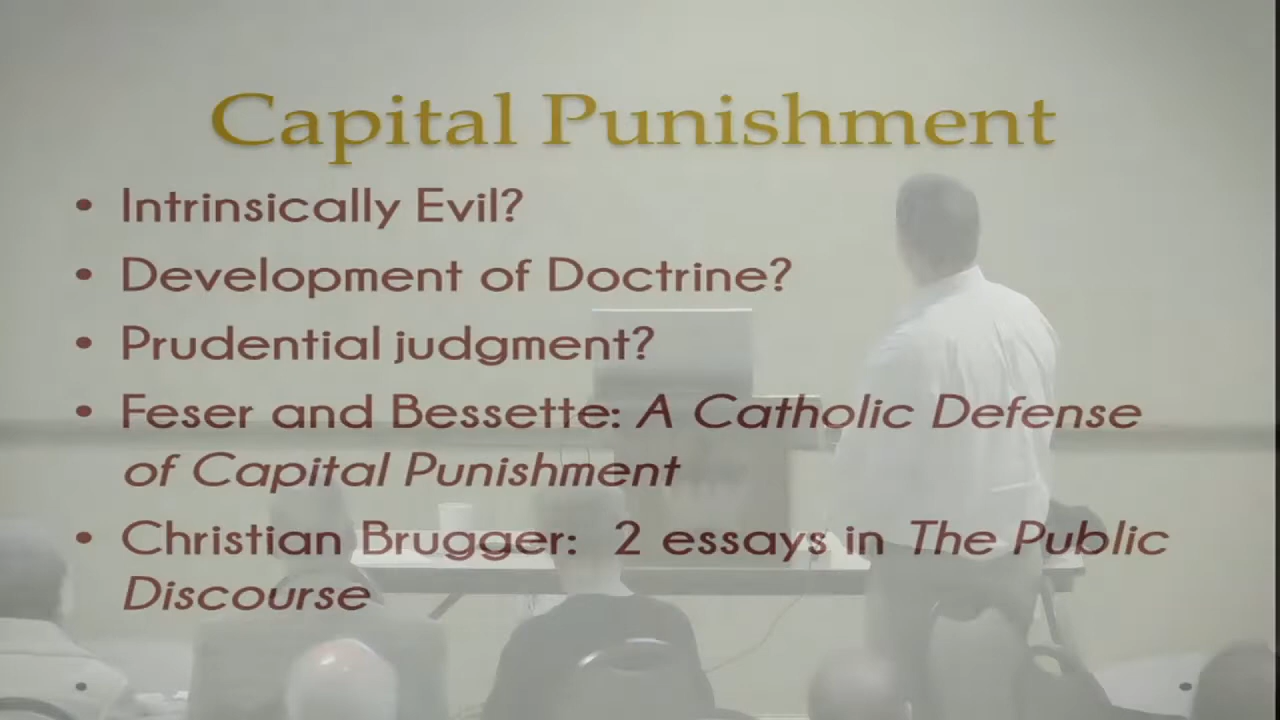 Capital Punishment
• Intrinsically Evil?
• Development of Doctrine?
• Prudential judgment?
• Feser and Bessette: A Catholic Defense
of Capital Punishment
• Christian Brugger:  2 essays in The Public
Discourse